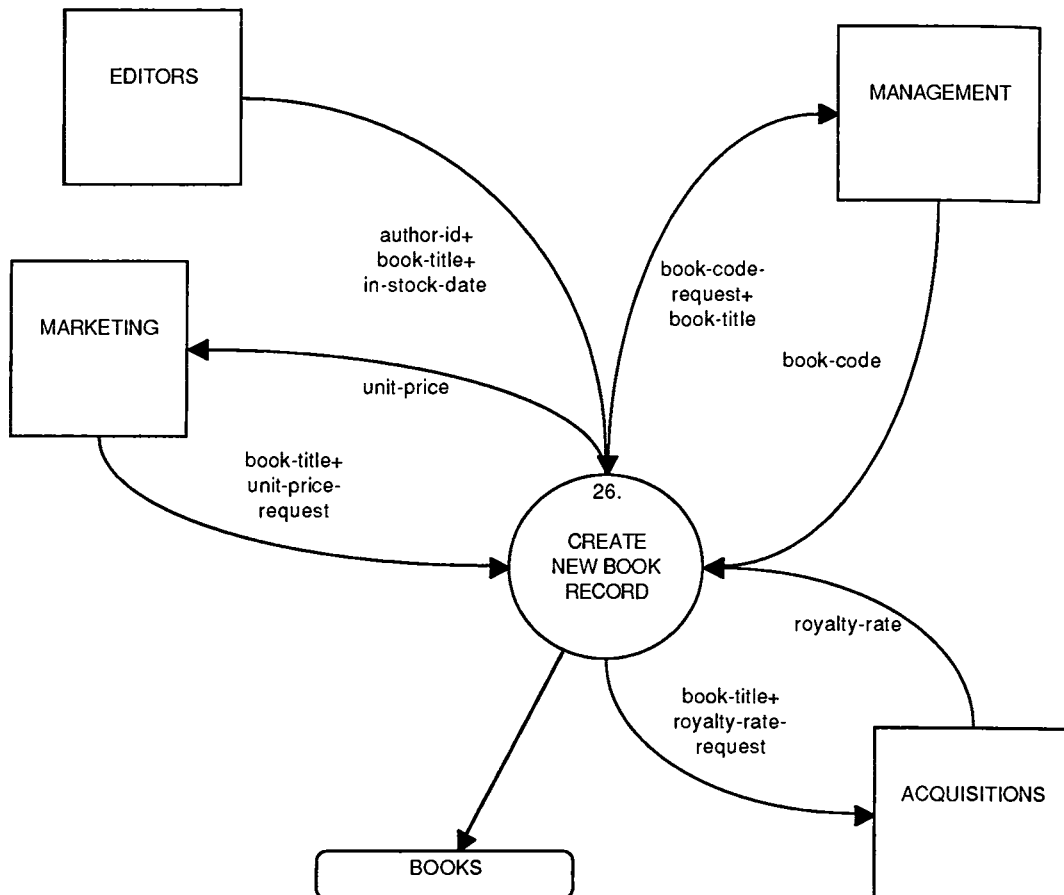 EDITORS
MANAGEMENT
author-id+
book-title+
in-stock-date
book-code-
request+
book-title
MARKETING
unit-price
book-code
book-title+
unit-price-
request
26.
CREATE
NEW BOOK
RECORD
royalty-rate
book-title+
royalty-rate-
request
ACQUISITIONS
BOOKS